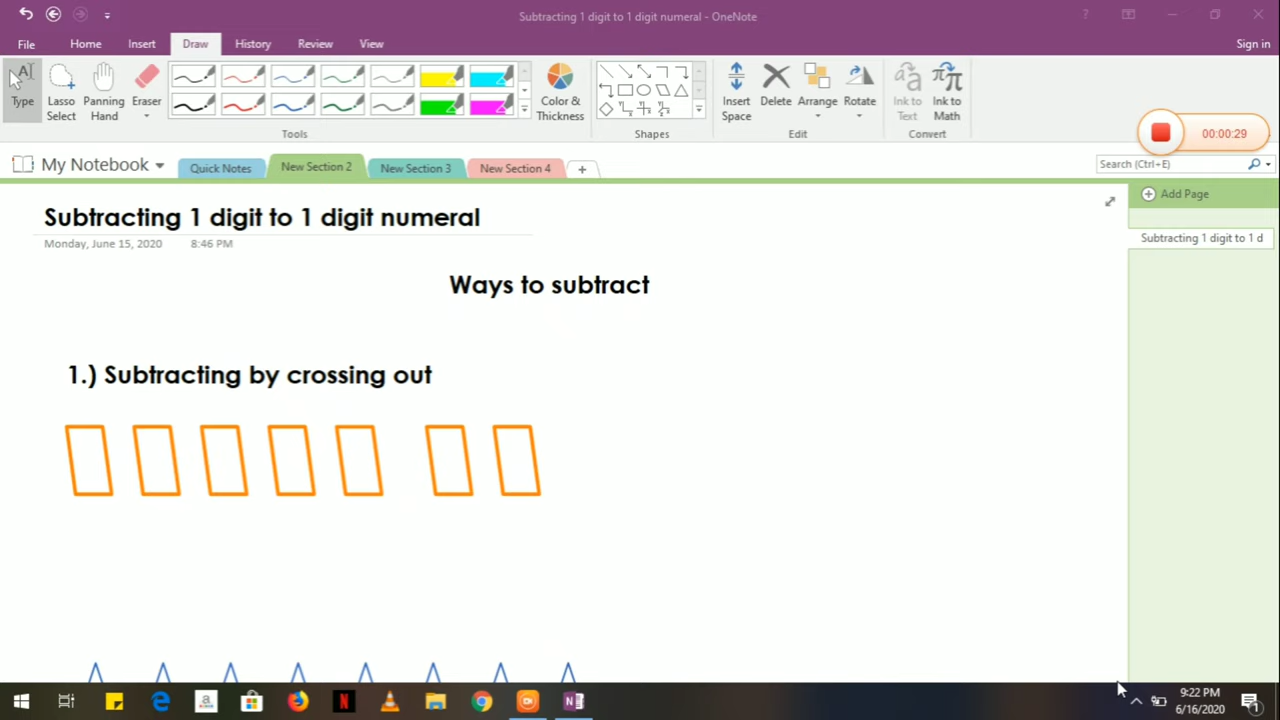 Subtracting 1 digit to 1 digit numeral - OneNote
File Home Insert Draw History Review View Sign in
Type Lasso Select Panning Hand Eraser Color & Thickness Insert Space Delete Arrange Rotate Ink to Text Ink to Math
Tools Shapes Edit Convert
00:00:29
My Notebook Quick Notes New Section 2 New Section 3 New Section 4 Search (Ctrl+E)
Add Page
Subtracting 1 digit to 1 digit numeral
Subtracting 1 digit to 1 d
Monday, June 15, 2020 8:46 PM
Ways to subtract
1.) Subtracting by crossing out
9:22 PM
6/16/2020